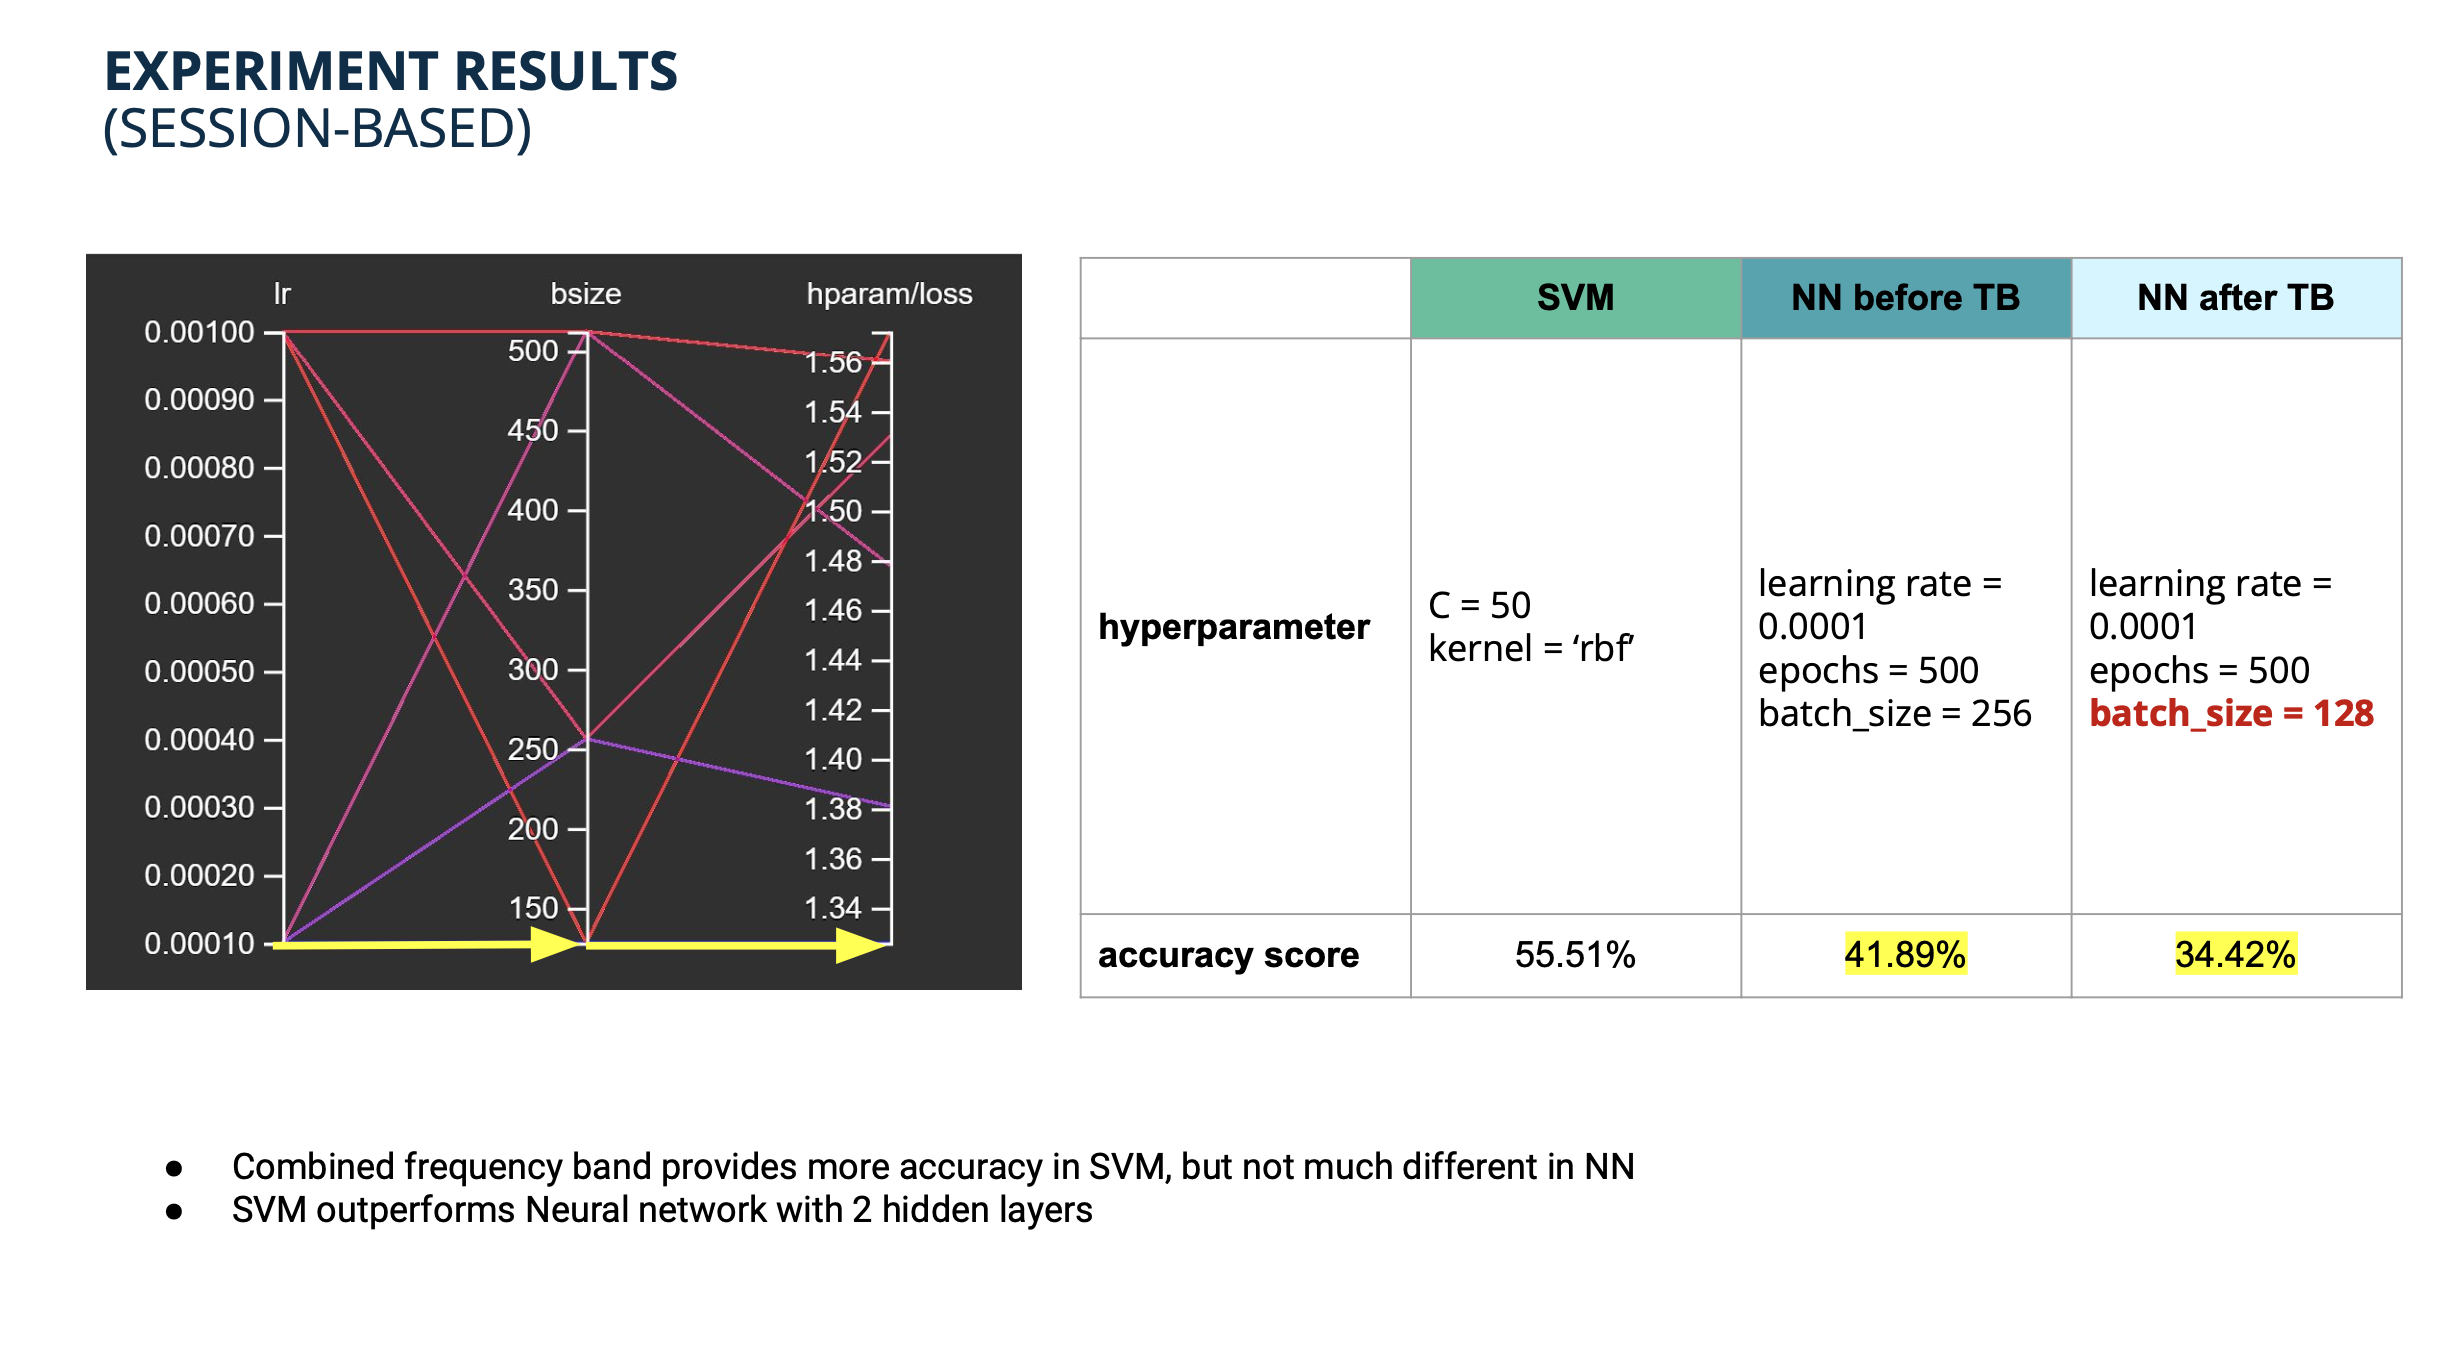 EXPERIMENT RESULTS
(SESSION-BASED)
lr
bsize
hparam/loss
0.00100
0.00090
0.00080
0.00070
0.00060
0.00050
0.00040
0.00030
0.00020
0.00010
500
450
400
350
300
250
200
150
1.56
1.54
1.52
1.50
1.48
1.46
1.44
1.42
1.40
1.38
1.36
1.34
SVM
NN before TB
NN after TB
hyperparameter
C = 50
kernel = ‘rbf’
learning rate =
0.0001
epochs = 500
batch_size = 256
learning rate =
0.0001
epochs = 500
batch_size = 128
accuracy score
55.51%
41.89%
34.42%
● Combined frequency band provides more accuracy in SVM, but not much different in NN
● SVM outperforms Neural network with 2 hidden layers